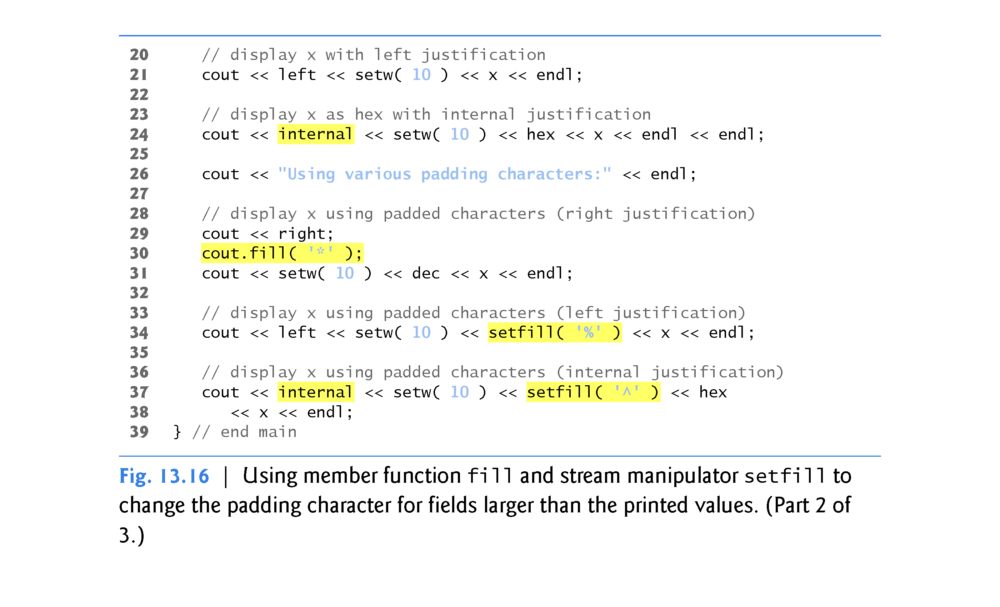 20 // display x with left justification
21 cout << left << setw( 10 ) << x << endl;
22
23 // display x as hex with internal justification
24 cout << internal << setw( 10 ) << hex << x << endl << endl;
25
26 cout << "Using various padding characters:" << endl;
27
28 // display x using padded characters (right justification)
29 cout << right;
30 cout.fill( '*' );
31 cout << setw( 10 ) << dec << x << endl;
32
33 // display x using padded characters (left justification)
34 cout << left << setw( 10 ) << setfill( '%' ) << x << endl;
35
36 // display x using padded characters (internal justification)
37 cout << internal << setw( 10 ) << setfill( '^' ) << hex
38 << x << endl;
39 } // end main
Fig. 13.16 | Using member function fill and stream manipulator setfill to
change the padding character for fields larger than the printed values. (Part 2 of
3.)